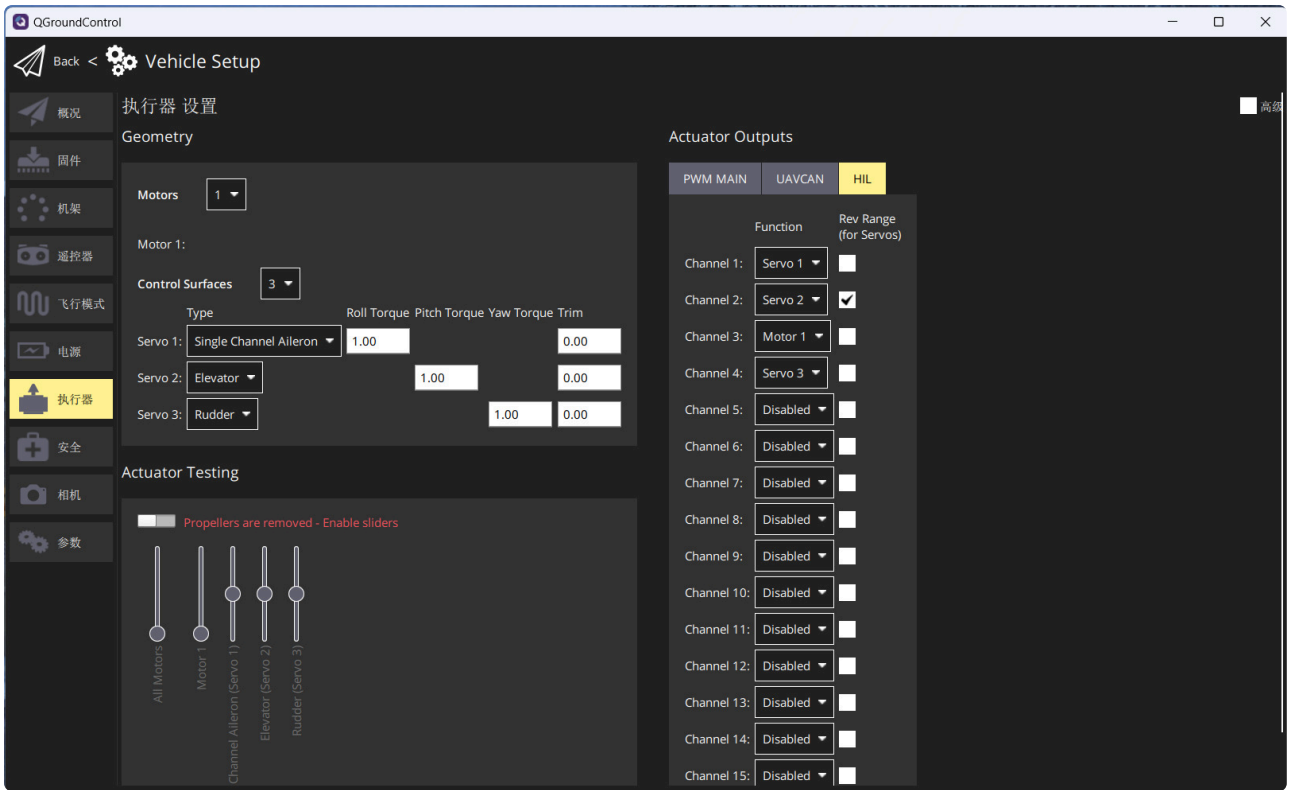 QGroundControl
Back < Vehicle Setup
概况
固件
机架
遥控器
飞行模式
电源
执行器
安全
相机
参数
执行器 设置
高级
Geometry
Motors 1
Motor 1:
Control Surfaces 3
Type Roll Torque Pitch Torque Yaw Torque Trim
Servo 1: Single Channel Aileron 1.00 0.00
Servo 2: Elevator 1.00 0.00
Servo 3: Rudder 1.00 0.00
Actuator Testing
Propellers are removed - Enable sliders
All Motors
Motor 1
Channel Aileron (Servo 1)
Elevator (Servo 2)
Rudder (Servo 3)
Actuator Outputs
PWM MAIN UAVCAN HIL
Function Rev Range
(for Servos)
Channel 1: Servo 1
Channel 2: Servo 2
Channel 3: Motor 1
Channel 4: Servo 3
Channel 5: Disabled
Channel 6: Disabled
Channel 7: Disabled
Channel 8: Disabled
Channel 9: Disabled
Channel 10: Disabled
Channel 11: Disabled
Channel 12: Disabled
Channel 13: Disabled
Channel 14: Disabled
Channel 15: Disabled